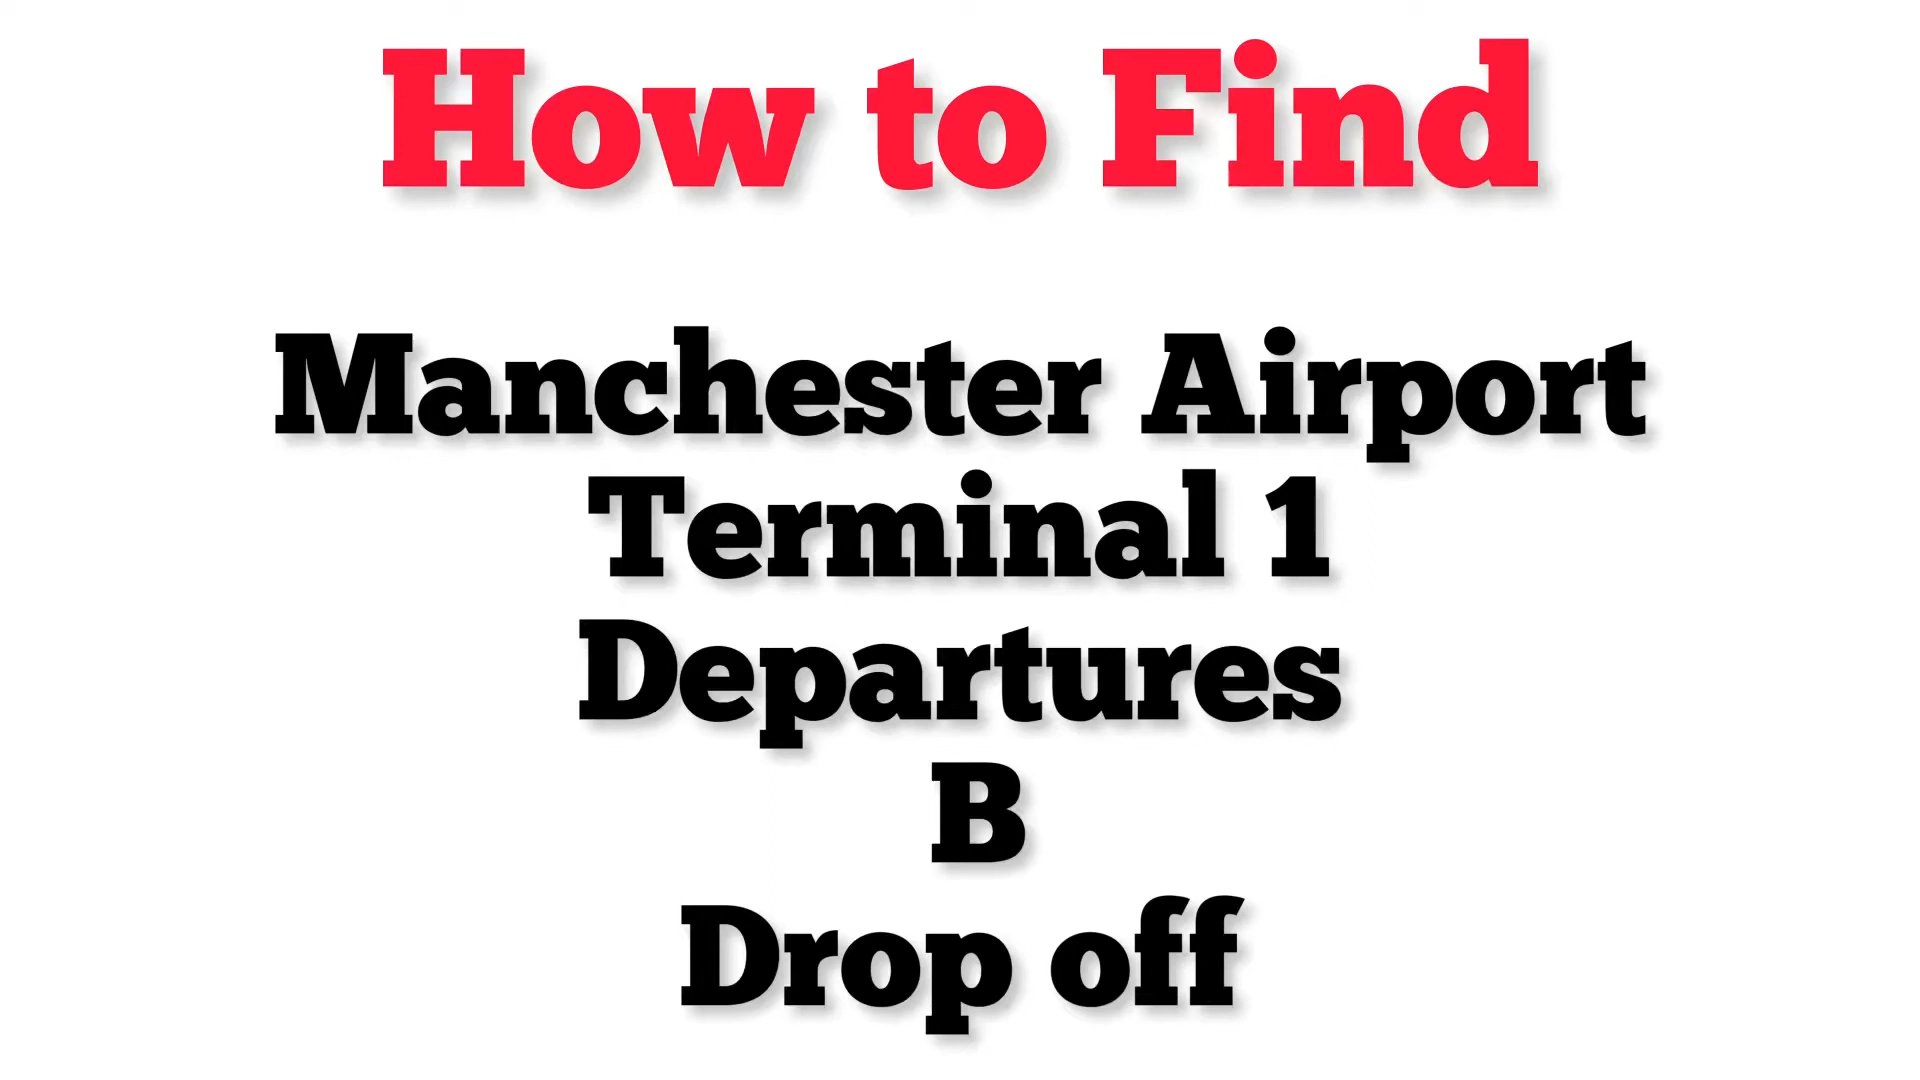 How to Find
Manchester Airport
Terminal 1
Departures
B
Drop off